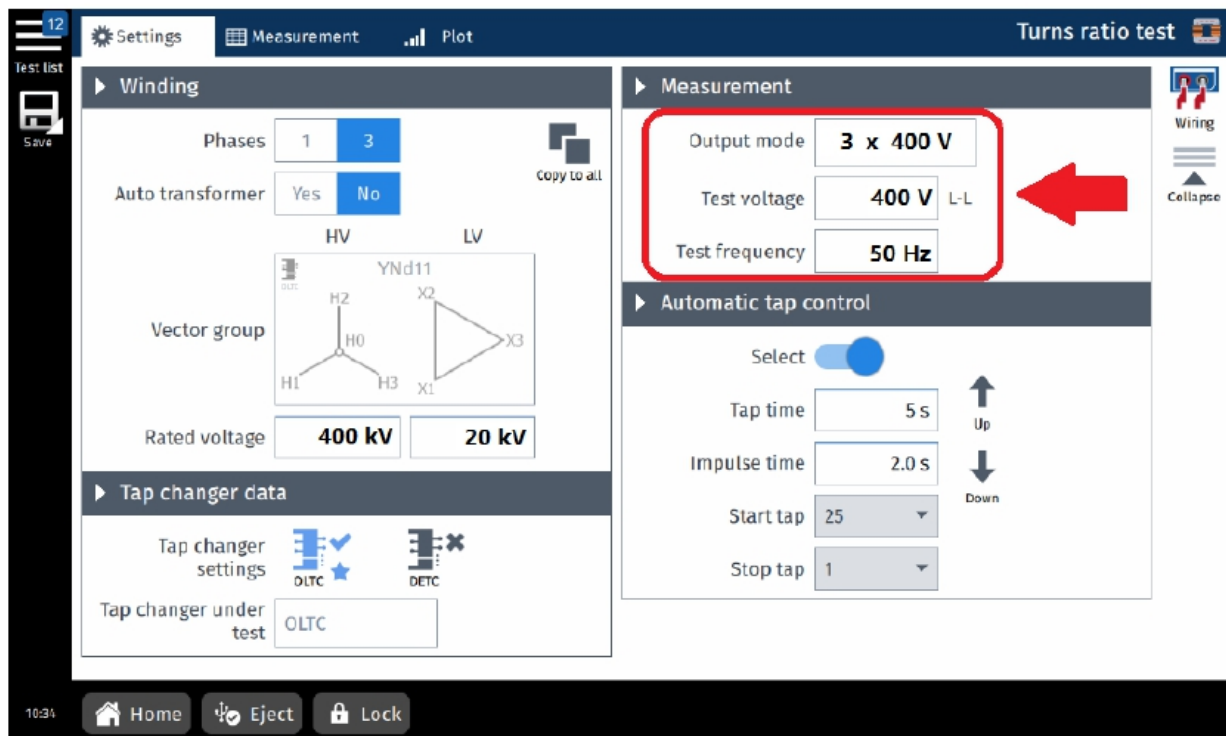 12
Settings
Measurement
Plot
Turns ratio test
Test list
Save
Winding
Phases 1 3
Copy to all
Auto transformer Yes No
HV LV
Vector group
OLTC
YNd11
H2
H0
H1
H3
X2
X3
X1
Rated voltage 400 kV 20 kV
Tap changer data
Tap changer
settings
OLTC
DETC
Tap changer under
test
OLTC
Measurement
Output mode 3 x 400 V
Test voltage 400 V L-L
Test frequency 50 Hz
Automatic tap control
Select
Tap time 5 s
Up
Impulse time 2.0 s
Down
Start tap 25
Stop tap 1
Wiring
Collapse
10:34
Home
Eject
Lock